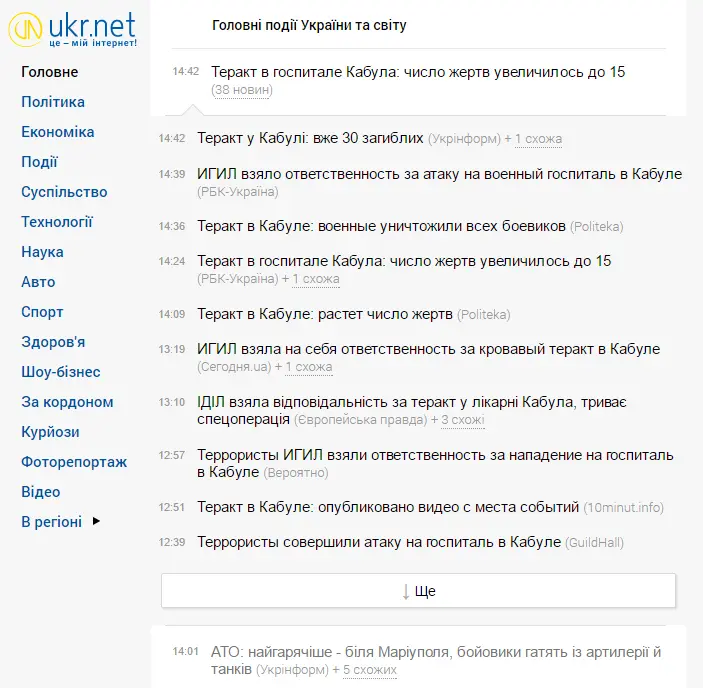 ukr.net
це – мій інтернет!
Головне
Політика
Економіка
Події
Суспільство
Технології
Наука
Авто
Спорт
Здоров'я
Шоу-бізнес
За кордоном
Курйози
Фоторепортаж
Відео
В регіоні
Головні події України та світу
14:42 Теракт в госпитале Кабула: число жертв увеличилось до 15
(38 новин)
14:42 Теракт у Кабулі: вже 30 загиблих (Укрінформ) + 1 схожа
14:39 ИГИЛ взяло ответственность за атаку на военный госпиталь в Кабуле
(РБК-Україна)
14:36 Теракт в Кабуле: военные уничтожили всех боевиков (Politeka)
14:24 Теракт в госпитале Кабула: число жертв увеличилось до 15
(РБК-Україна) + 1 схожа
14:09 Теракт в Кабуле: растет число жертв (Politeka)
13:19 ИГИЛ взяла на себя ответственность за кровавый теракт в Кабуле
(Сегодня.ua) + 1 схожа
13:10 ІДІЛ взяла відповідальність за теракт у лікарні Кабула, триває
спецоперація (Європейська правда) + 3 схожі
12:57 Террористы ИГИЛ взяли ответственность за нападение на госпиталь
в Кабуле (Вероятно)
12:51 Теракт в Кабуле: опубликовано видео с места событий (10minut.info)
12:39 Террористы совершили атаку на госпиталь в Кабуле (GuildHall)
↓ Ще
14:01 АТО: найгарячіше - біля Маріуполя, бойовики гатять із артилерії й
танків (Укрінформ) + 5 схожих